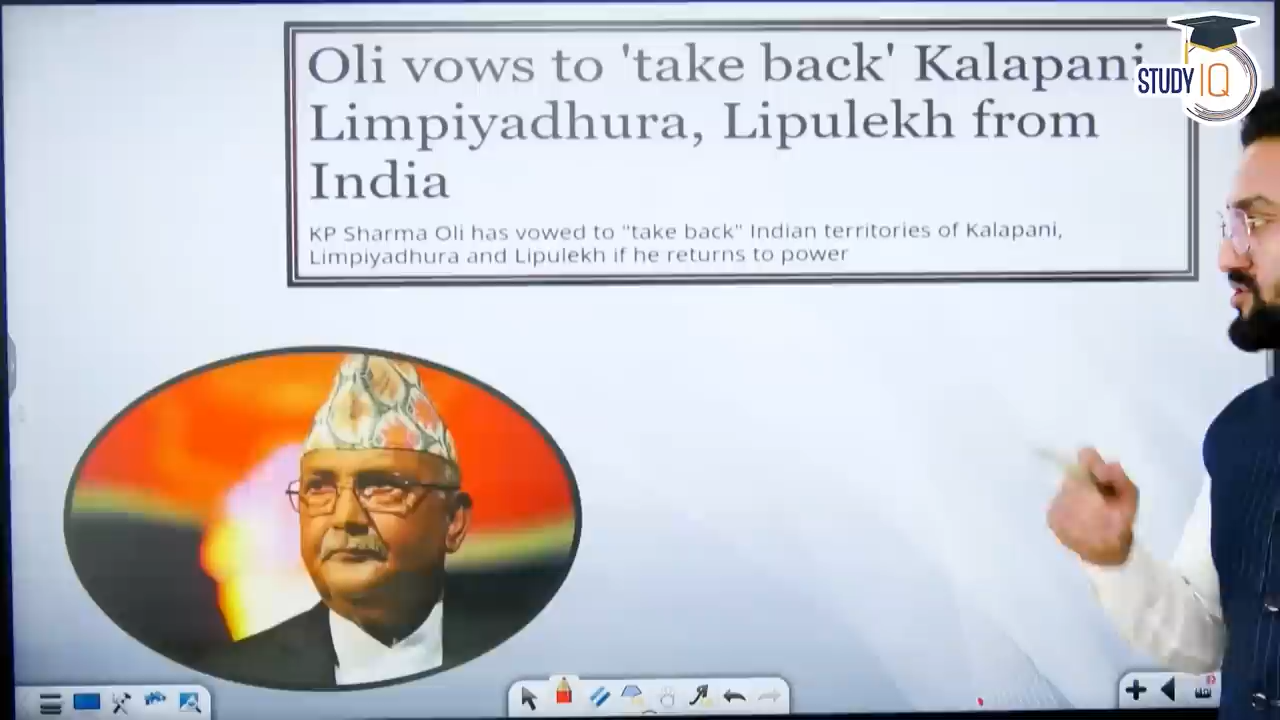 Oli vows to 'take back' Kalapani,
Limpiyadhura, Lipulekh from
India
KP Sharma Oli has vowed to "take back" Indian territories of Kalapani,
Limpiyadhura and Lipulekh if he returns to power
STUDY IQ